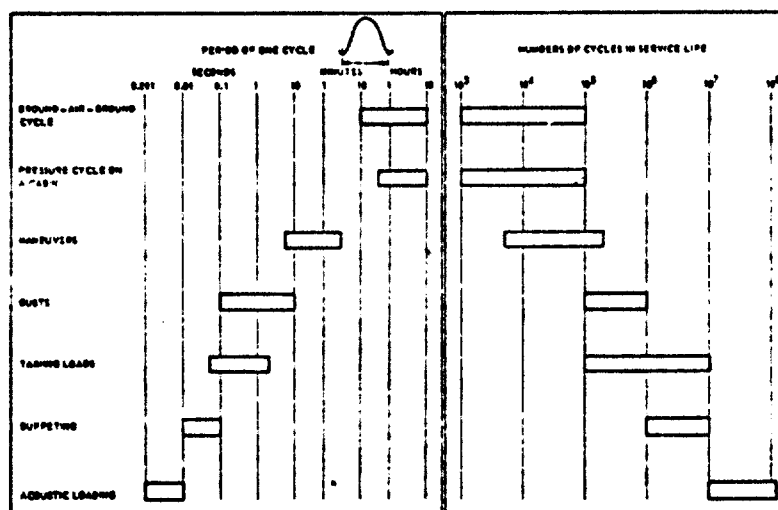 PERIOD OF ONE CYCLE
NUMBERS OF CYCLES IN SERVICE LIFE
SECONDS MINUTES HOURS
0.001 0.01 0.1 1 10 1 10 1 10
10³ 10⁴ 10⁵ 10⁶ 10⁷ 10⁸
GROUND-AIR-GROUND
CYCLE
PRESSURE CYCLE ON
A CABIN
MANEUVERS
GUSTS
TAXIING LOADS
BUFFETING
ACOUSTIC LOADING